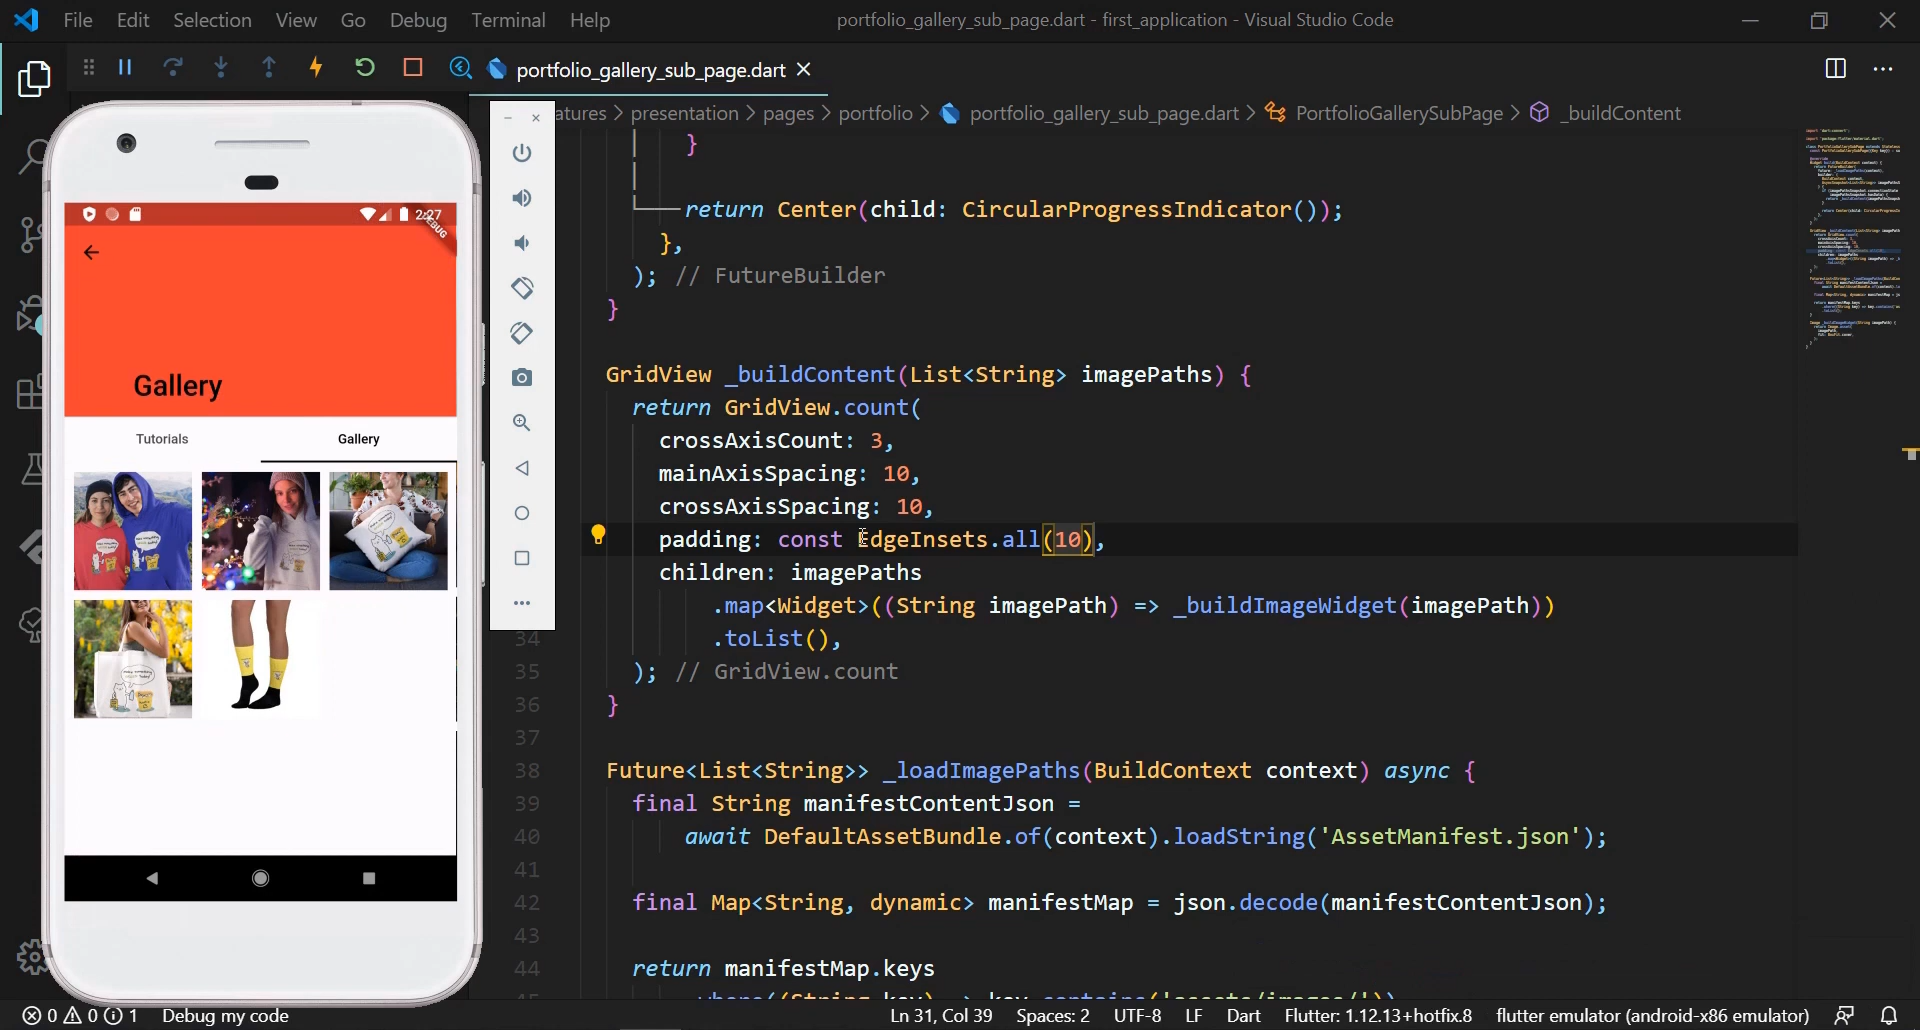 File Edit Selection View Go Debug Terminal Help
portfolio_gallery_sub_page.dart - first_application - Visual Studio Code
portfolio_gallery_sub_page.dart
atures > presentation > pages > portfolio > portfolio_gallery_sub_page.dart > PortfolioGallerySubPage > _buildContent
2:27
Gallery
Tutorials
Gallery
}
return Center(child: CircularProgressIndicator());
},
); // FutureBuilder
}
GridView _buildContent(List<String> imagePaths) {
return GridView.count(
crossAxisCount: 3,
mainAxisSpacing: 10,
crossAxisSpacing: 10,
padding: const EdgeInsets.all(10),
children: imagePaths
.map<Widget>((String imagePath) => _buildImageWidget(imagePath))
34 .toList(),
35 ); // GridView.count
36 }
37
38 Future<List<String>> _loadImagePaths(BuildContext context) async {
39 final String manifestContentJson =
40 await DefaultAssetBundle.of(context).loadString('AssetManifest.json');
41
42 final Map<String, dynamic> manifestMap = json.decode(manifestContentJson);
43
44 return manifestMap.keys
0 0 1 Debug my code
Ln 31, Col 39 Spaces: 2 UTF-8 LF Dart Flutter: 1.12.13+hotfix.8 flutter emulator (android-x86 emulator)